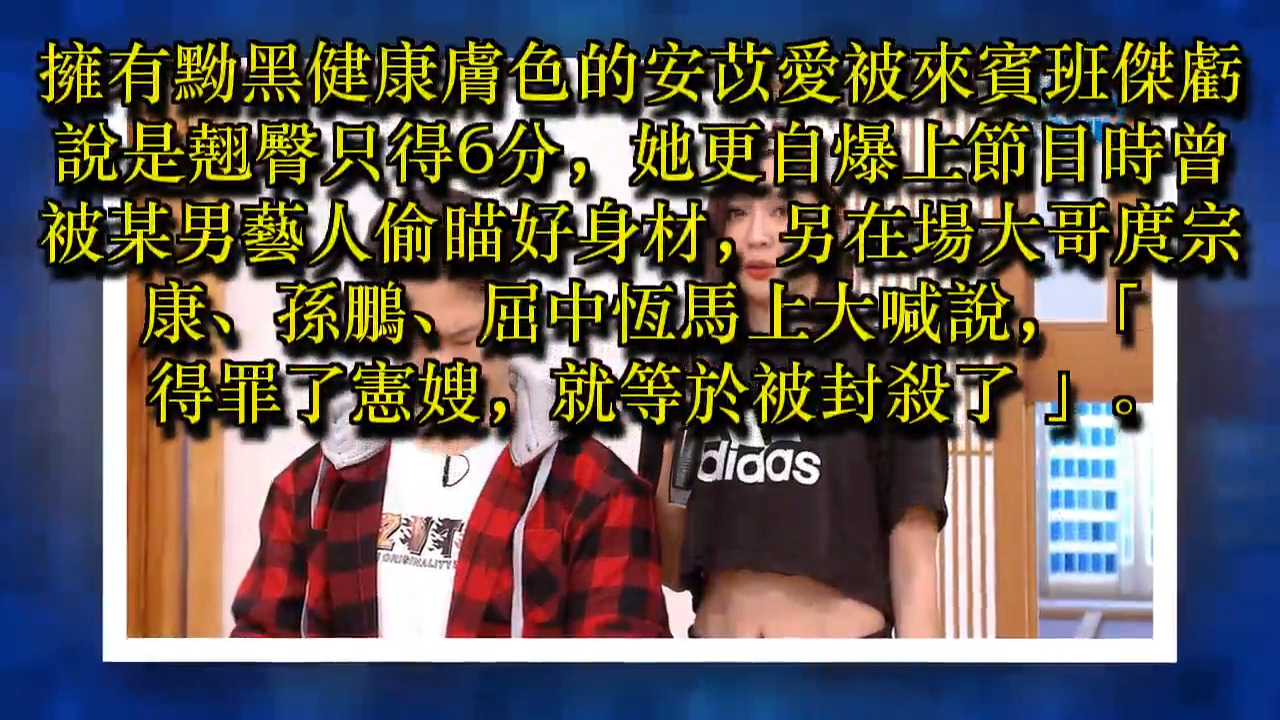 擁有黝黑健康膚色的安苡愛被來賓班傑虧
說是翹臀只得6分，她更自爆上節目時曾
被某男藝人偷瞄好身材，另在場大哥庹宗
康、孫鵬、屈中恆馬上大喊說，「
得罪了憲嫂，就等於被封殺了 」。
adidas
D
ORIGINALITY